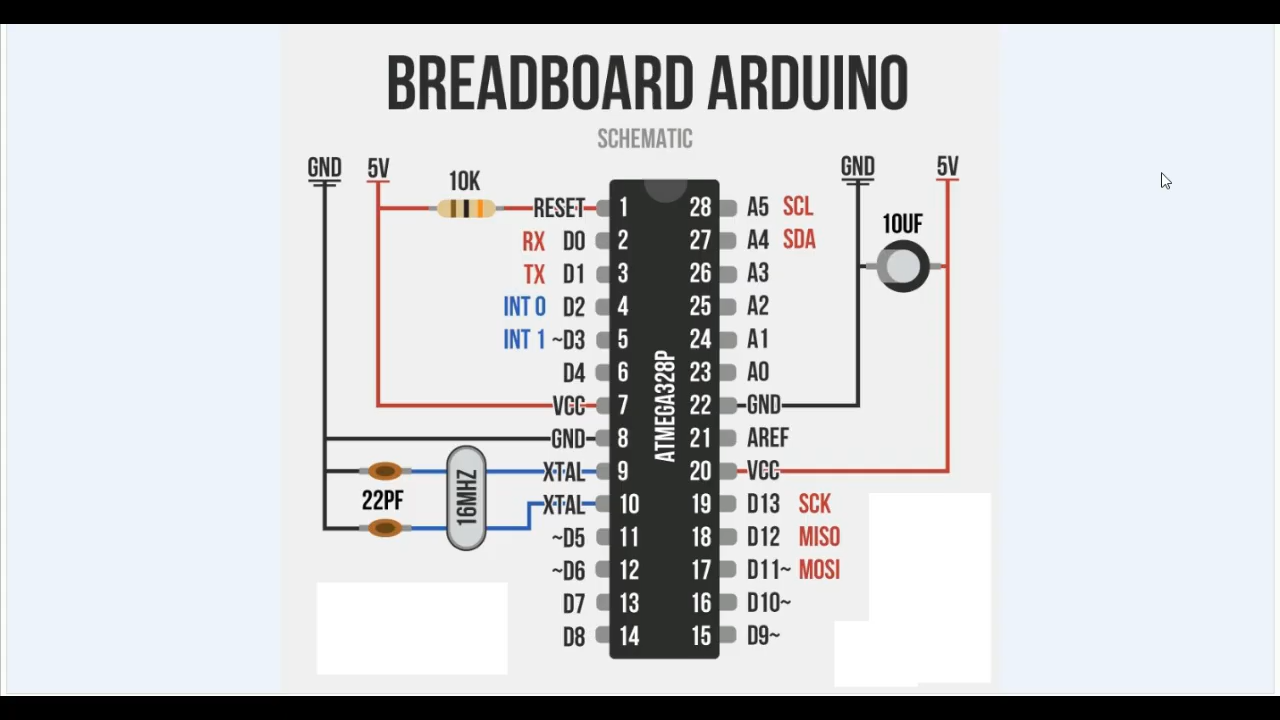 BREADBOARD ARDUINO
SCHEMATIC
GND 5V 10K GND 5V
10UF
RESET 1 28 A5 SCL
RX D0 2 27 A4 SDA
TX D1 3 26 A3
INT 0 D2 4 25 A2
INT 1 ~D3 5 24 A1
D4 6 23 A0
VCC 7 22 GND
GND 8 21 AREF
XTAL 9 20 VCC
22PF 16MHZ ATMEGA328P
XTAL 10 19 D13 SCK
~D5 11 18 D12 MISO
~D6 12 17 D11~ MOSI
D7 13 16 D10~
D8 14 15 D9~